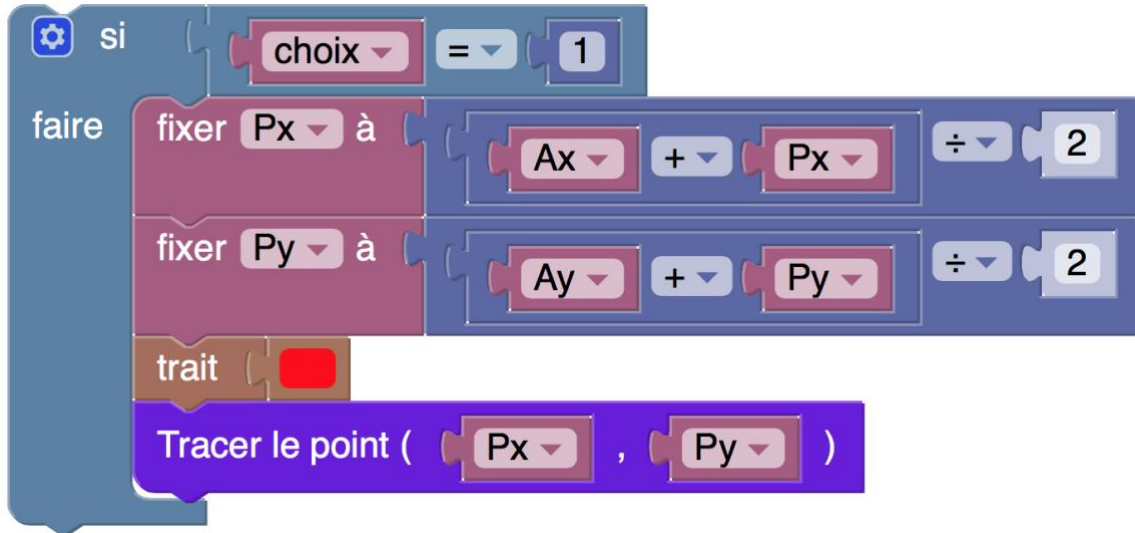 si choix = 1
faire fixer Px à Ax + Px ÷ 2
fixer Py à Ay + Py ÷ 2
trait
Tracer le point ( Px , Py )